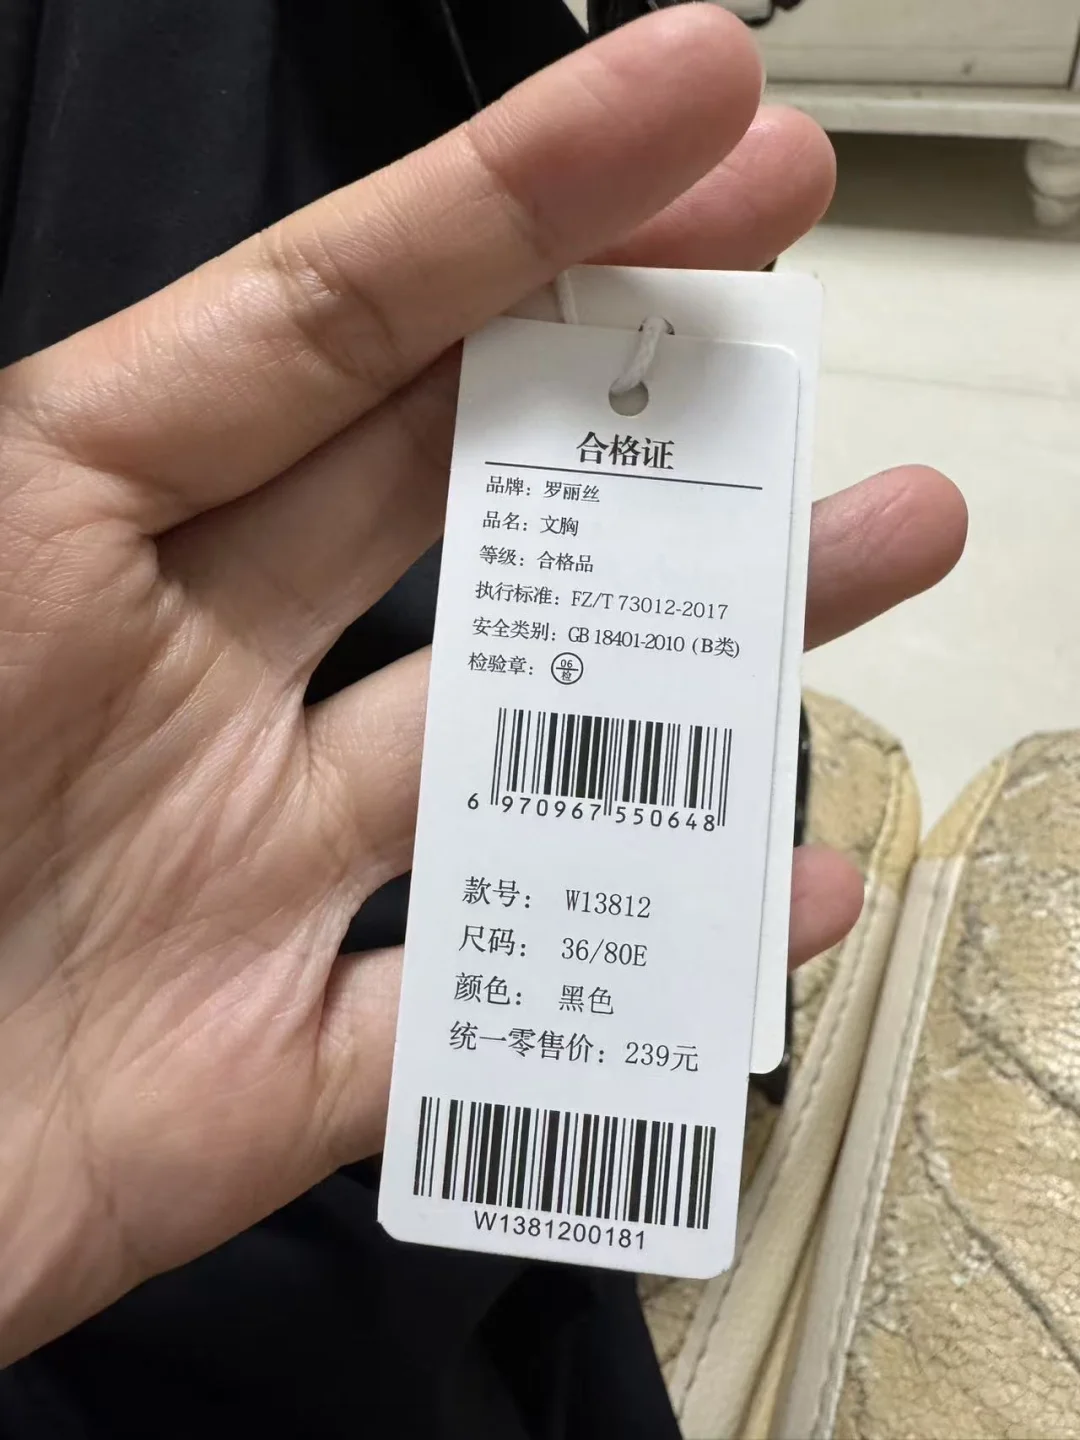 合格证
品牌：罗丽丝
品名：文胸
等级：合格品
执行标准：FZ/T 73012-2017
安全类别：GB 18401-2010（B类）
检验章：06检
6 970967 550648
款号： W13812
尺码： 36/80E
颜色： 黑色
统一零售价：239元
W1381200181